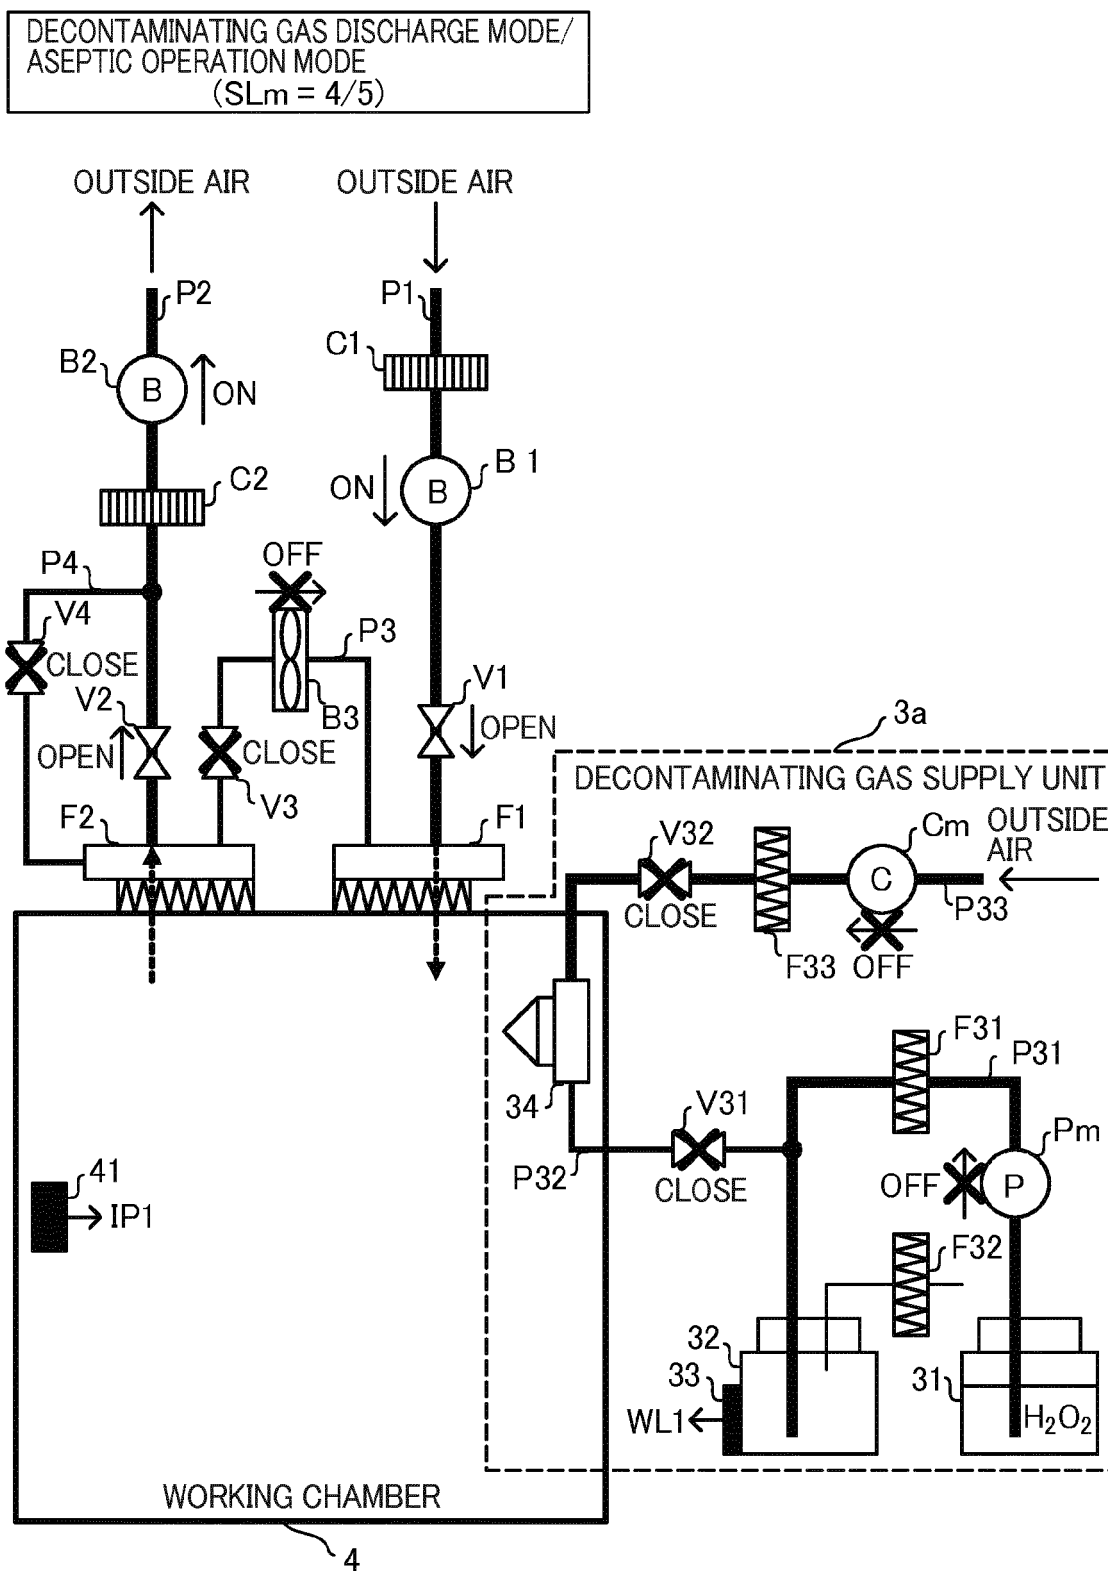 DECONTAMINATING GAS DISCHARGE MODE/
ASEPTIC OPERATION MODE
(SLm = 4/5)
OUTSIDE AIR
OUTSIDE AIR
P2
P1
C1
B2
B
ON
B 1
ON
B
C2
OFF
P4
V4
P3
CLOSE
V2
V1
B3
OPEN
CLOSE
OPEN
V3
3a
DECONTAMINATING GAS SUPPLY UNIT
F2
F1
V32
Cm
OUTSIDE
AIR
C
CLOSE
P33
F33
OFF
F31
P31
34
V31
Pm
P32
CLOSE
OFF
P
41
IP1
F32
32
33
31
WL1
H₂O₂
WORKING CHAMBER
4